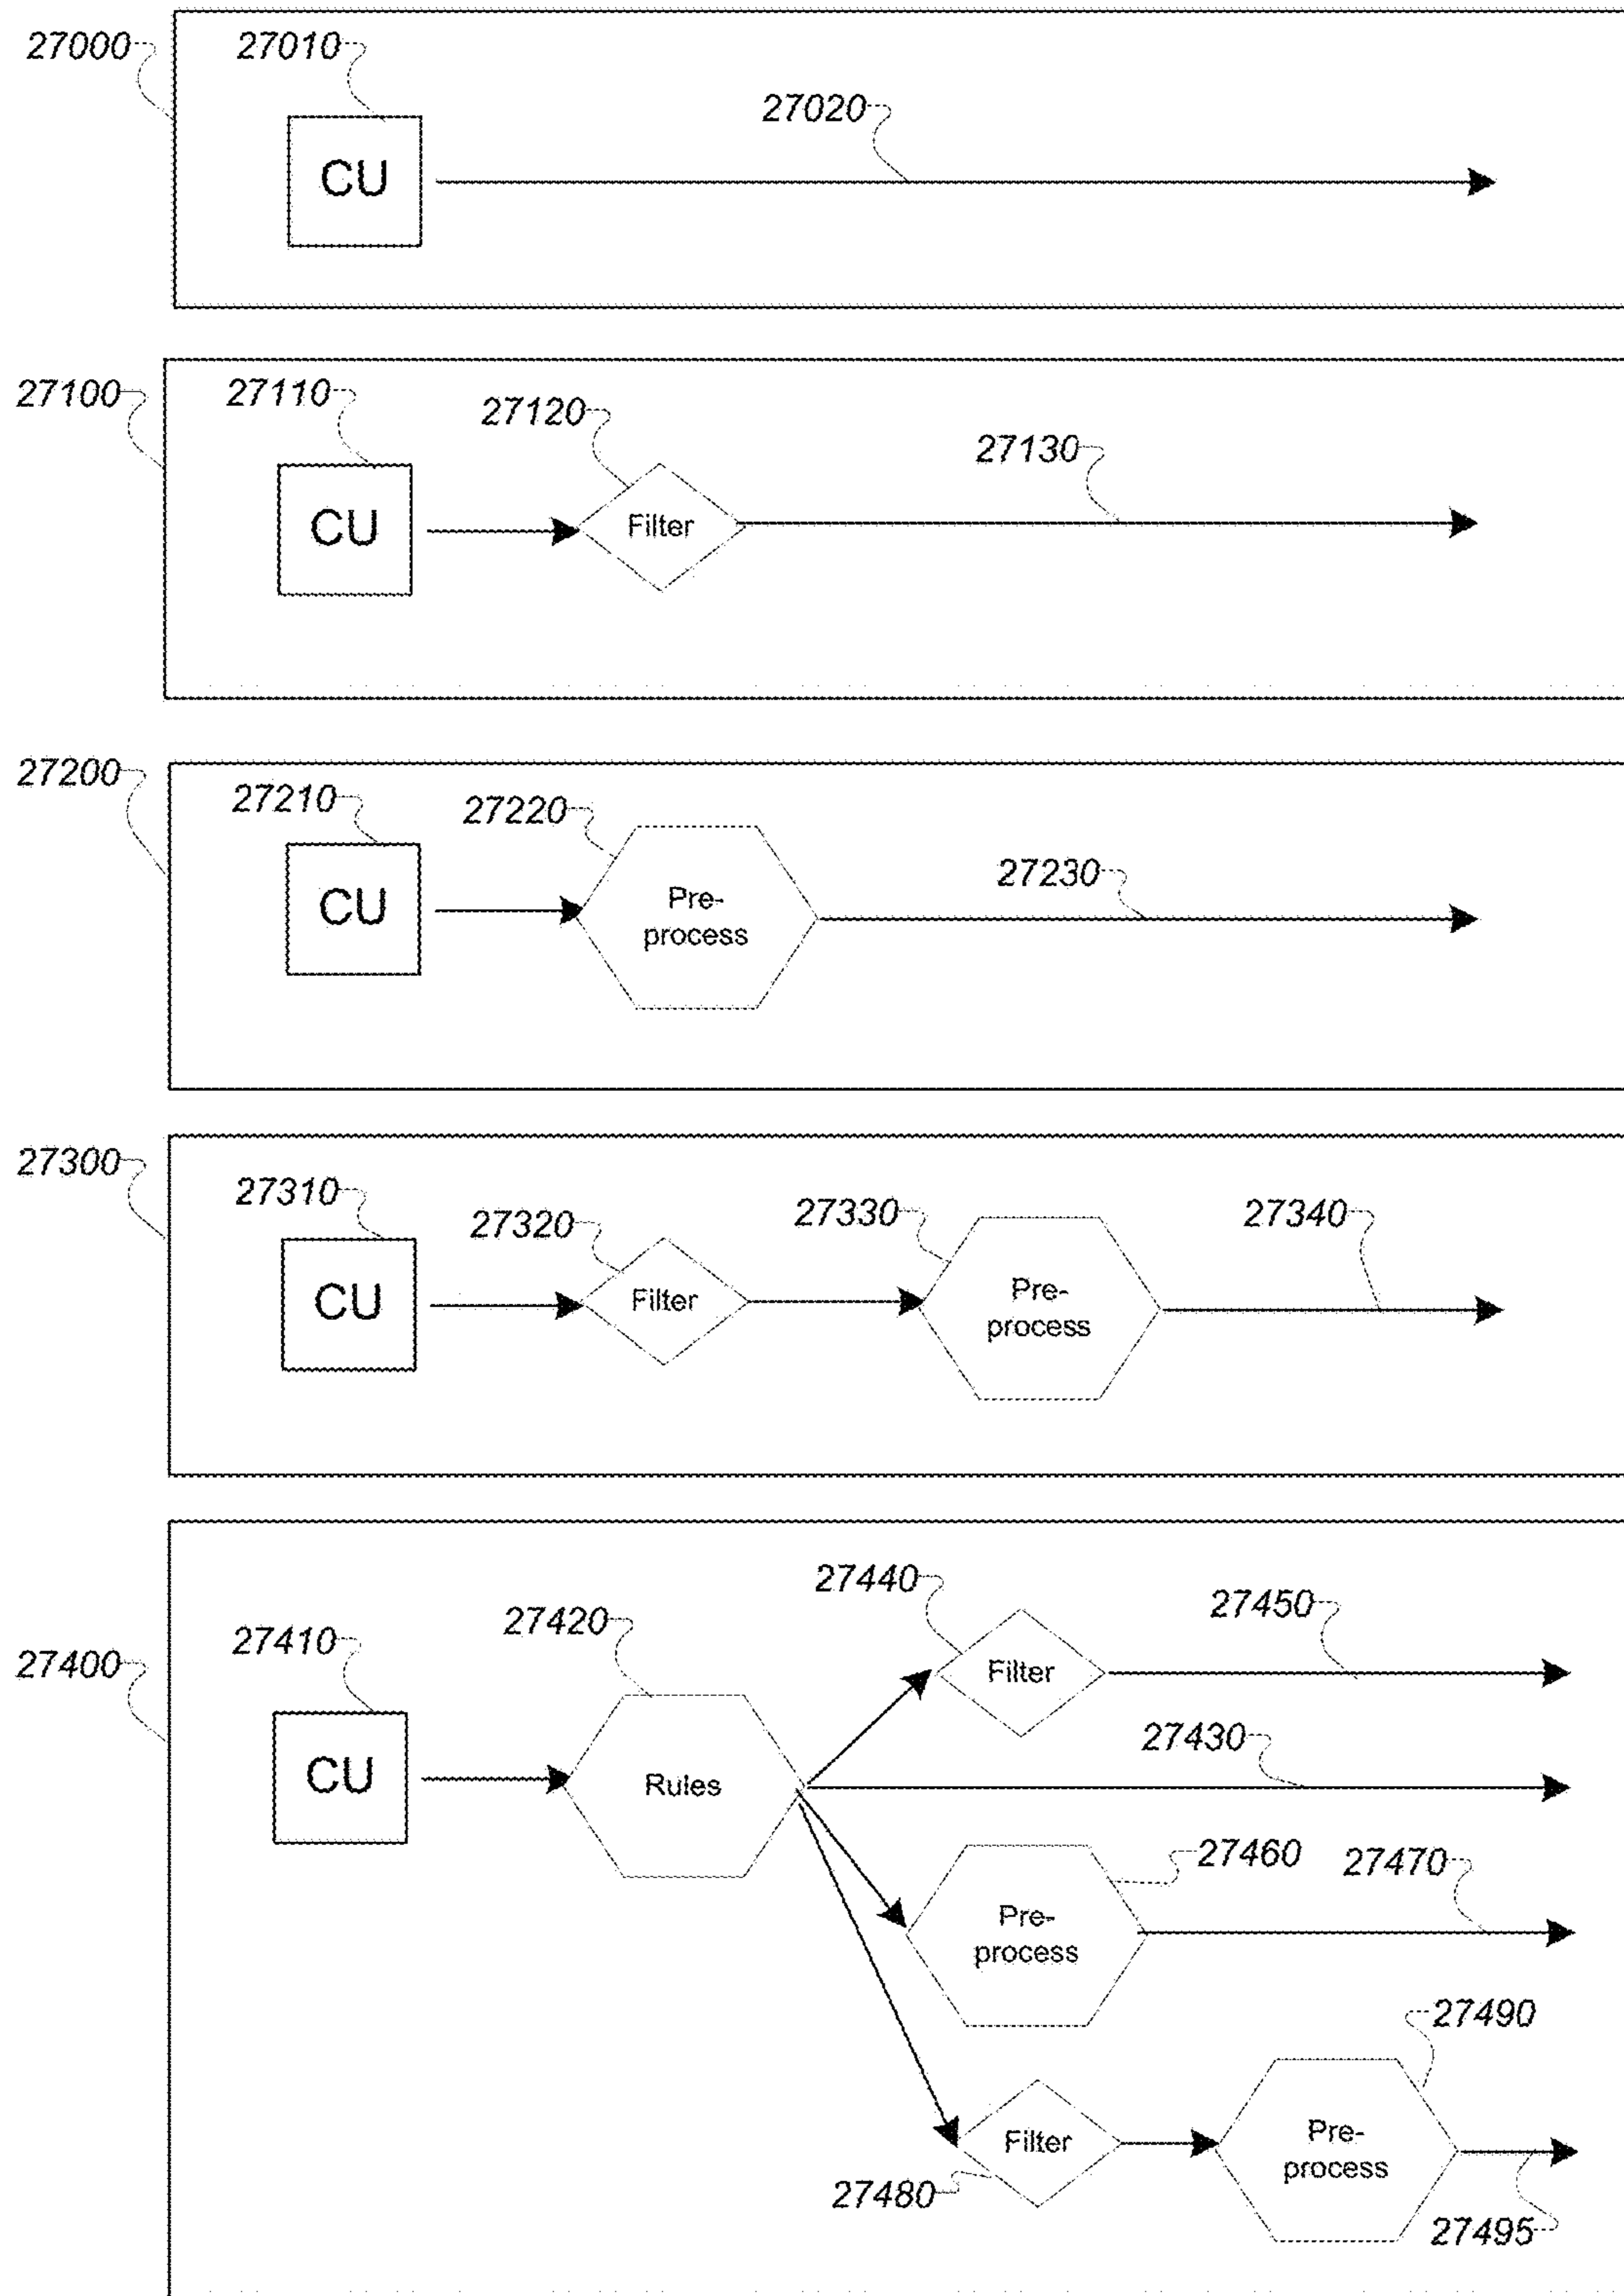 27000
27010
27020
CU
27100
27110
27120
27130
CU
Filter
27200
27210
27220
27230
CU
Pre-
process
27300
27310
27320
27330
27340
CU
Filter
Pre-
process
27400
27410
27420
27440
27450
Filter
27430
CU
Rules
27460
27470
Pre-
process
27490
Filter
Pre-
process
27480
27495